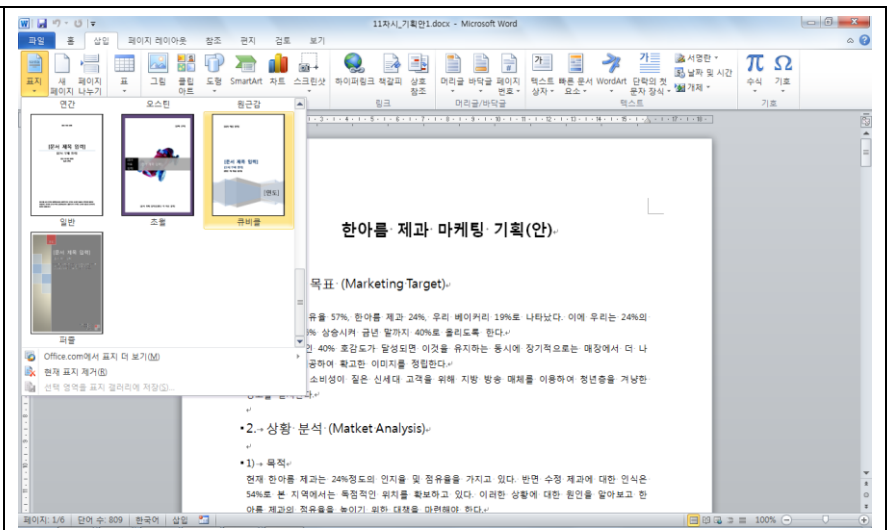 11차시_기획안1.docx - Microsoft Word
파일 홈 삽입 페이지 레이아웃 참조 편지 검토 보기
표지 새 페이지 페이지 나누기 표 그림 클립 아트 도형 SmartArt 차트 스크린샷 하이퍼링크 책갈피 상호 참조 머리글 바닥글 페이지 번호 텍스트 상자 빠른 문서 요소 WordArt 단락의 첫 문자 장식 서명란 날짜 및 시간 개체 수식 기호
링크 머리글/바닥글 텍스트 기호
연간 오스틴 원근감
[문서 제목 입력] [문서 제목 입력]
[연도]
일반 초월 큐비클
[문서 제목 입력]
퍼즐
Office.com에서 표지 더 보기(M)
현재 표지 제거(R)
선택 영역을 표지 갤러리에 저장(S)...
한아름 제과 마케팅 기획(안)
목표 (Marketing Target)
유율 57%, 한아름 제과 24%, 우리 베이커리 19%로 나타났다. 이에 우리는 24%의
% 상승시켜 금년 말까지 40%로 올리도록 한다.
인 40% 호감도가 달성되면 이것을 유지하는 동시에 장기적으로는 매장에서 더 나
공하여 확고한 이미지를 정립한다.
소비성이 짙은 신세대 고객을 위해 지방 방송 매체를 이용하여 청년층을 겨냥한
2. 상황 분석 (Matket Analysis)
1) 목적
현재 한아름 제과는 24%정도의 인지율 및 점유율을 가지고 있다. 반면 수정 제과에 대한 인식은
54%로 본 지역에서는 독점적인 위치를 확보하고 있다. 이러한 상황에 대한 원인을 알아보고 한
아름 제과의 점유율을 높이기 위한 대책을 마련해야 한다.
페이지: 1/6 단어 수: 809 한국어 삽입 100%